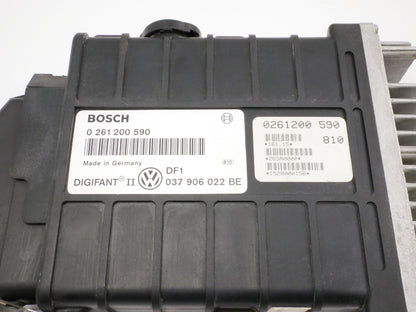 BOSCH
0 261 200 590
Made in Germany
DIGIFANT® II
DF1
037 906 022 BE
0261200 590
810